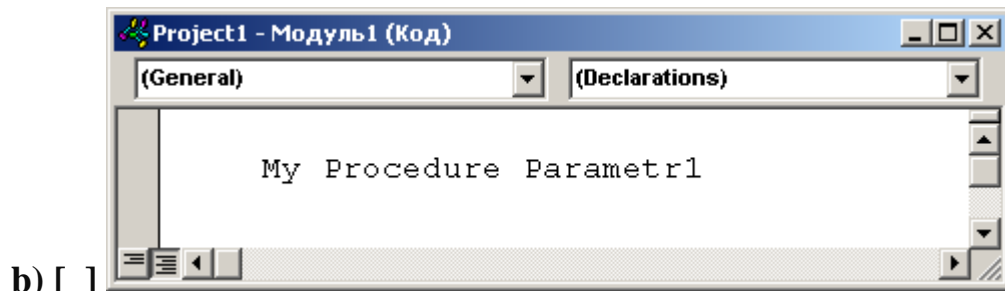 Project1 - Модуль1 (Код)
(General) (Declarations)
My Procedure Parametr1
b) [ ]